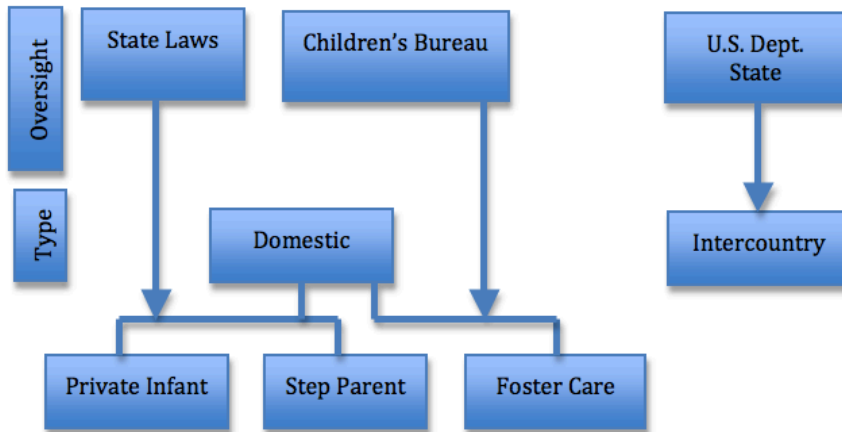 Oversight
State Laws
Children's Bureau
U.S. Dept.
State
Type
Domestic
Intercountry
Private Infant
Step Parent
Foster Care